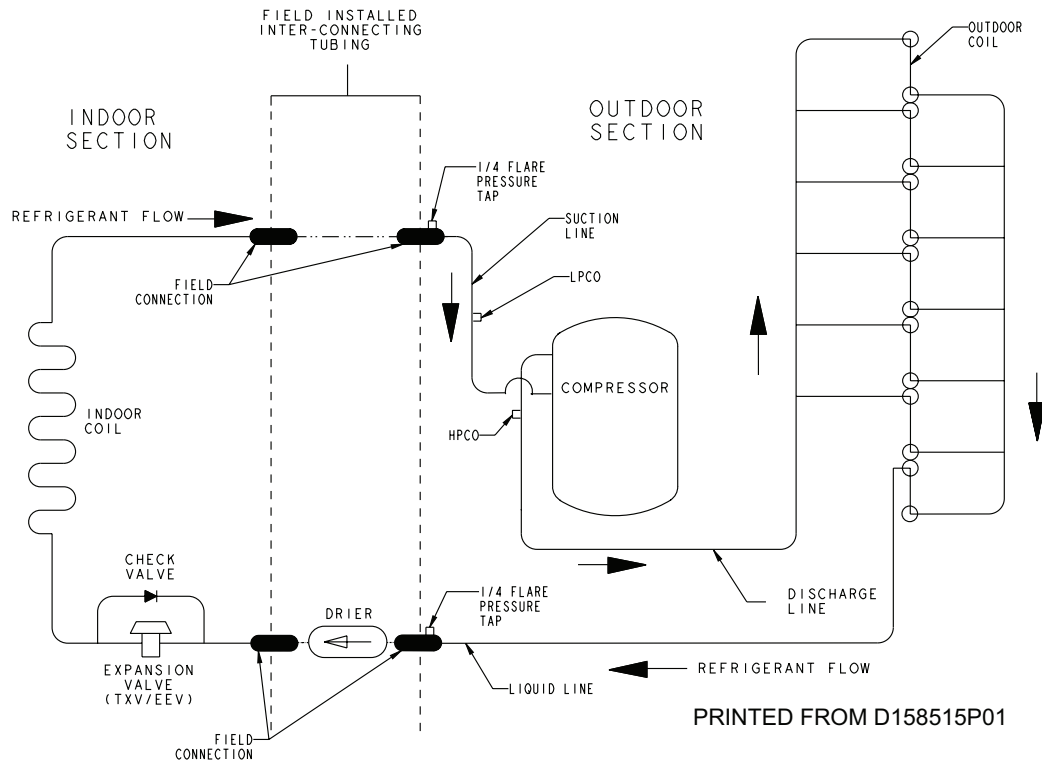 FIELD INSTALLED
INTER-CONNECTING
TUBING
OUTDOOR
COIL
INDOOR
SECTION
OUTDOOR
SECTION
1/4 FLARE
PRESSURE
TAP
REFRIGERANT FLOW
SUCTION
LINE
FIELD
CONNECTION
LPCO
COMPRESSOR
INDOOR
COIL
HPCO
CHECK
VALVE
DRIER
1/4 FLARE
PRESSURE
TAP
DISCHARGE
LINE
EXPANSION
VALVE
(TXV/EEV)
LIQUID LINE
REFRIGERANT FLOW
FIELD
CONNECTION
PRINTED FROM D158515P01